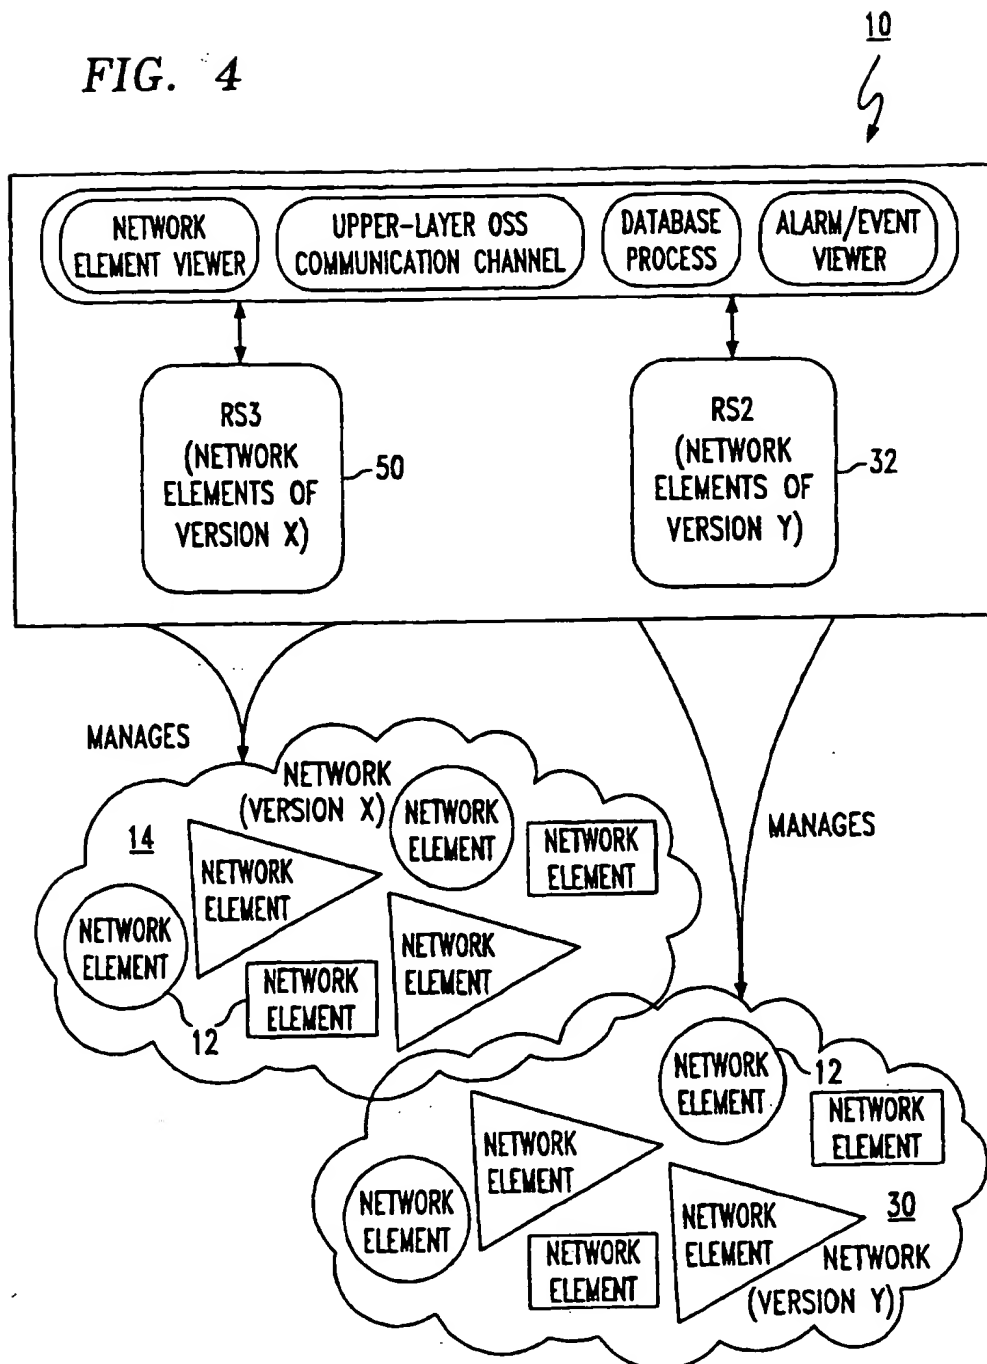 10
FIG. 4
NETWORK
ELEMENT VIEWER
UPPER-LAYER OSS
COMMUNICATION CHANNEL
DATABASE
PROCESS
ALARM/EVENT
VIEWER
RS3
(NETWORK
ELEMENTS OF
VERSION X)
50
RS2
(NETWORK
ELEMENTS OF
VERSION Y)
32
MANAGES
NETWORK
(VERSION X)
14
NETWORK
ELEMENT
NETWORK
ELEMENT
NETWORK
ELEMENT
NETWORK
ELEMENT
NETWORK
ELEMENT
NETWORK
ELEMENT
12
MANAGES
NETWORK
ELEMENT
12
NETWORK
ELEMENT
NETWORK
ELEMENT
NETWORK
ELEMENT
NETWORK
ELEMENT
NETWORK
ELEMENT
30
NETWORK
(VERSION Y)